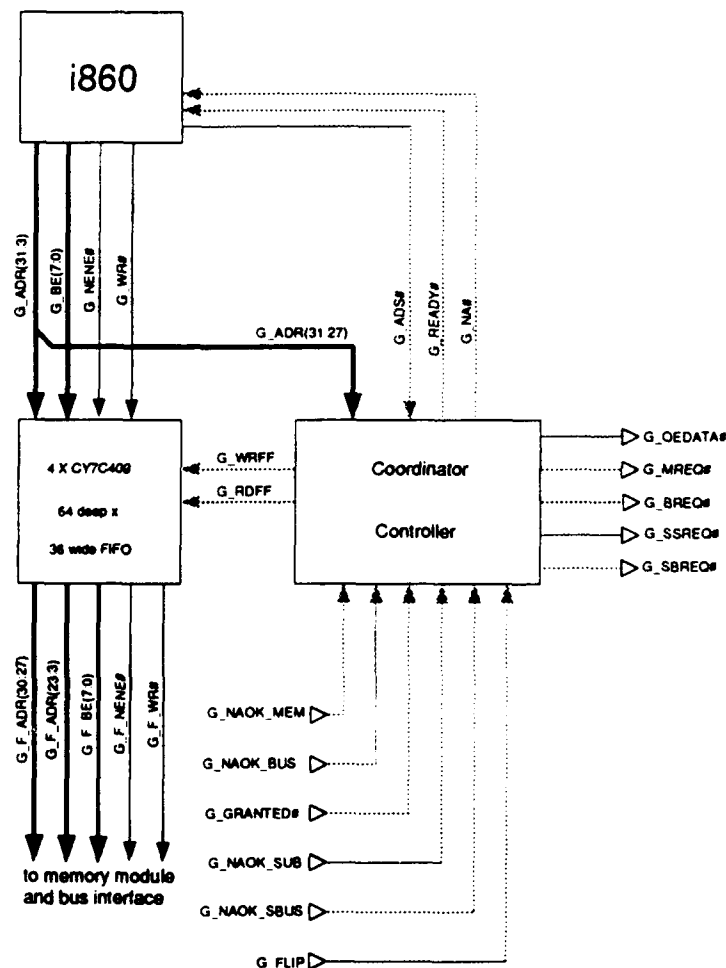 i860
G_ADR(31:3)
G_BE(7:0)
G_NENE#
G_WR#
G_ADR(31:27)
G_ADS#
G_READY#
G_NA#
4 X CY7C409
64 deep x
36 wide FIFO
G_WRFF
G_RDFF
Coordinator
Controller
G_OEDATA#
G_MREQ#
G_BREQ#
G_SSREQ#
G_SBREQ#
G_F_ADR(30:27)
G_F_ADR(23:3)
G_F_BE(7:0)
G_F_NENE#
G_F_WR#
G_NAOK_MEM
G_NAOK_BUS
G_GRANTED#
G_NAOK_SUB
G_NAOK_SBUS
G_FLIP
to memory module
and bus interface